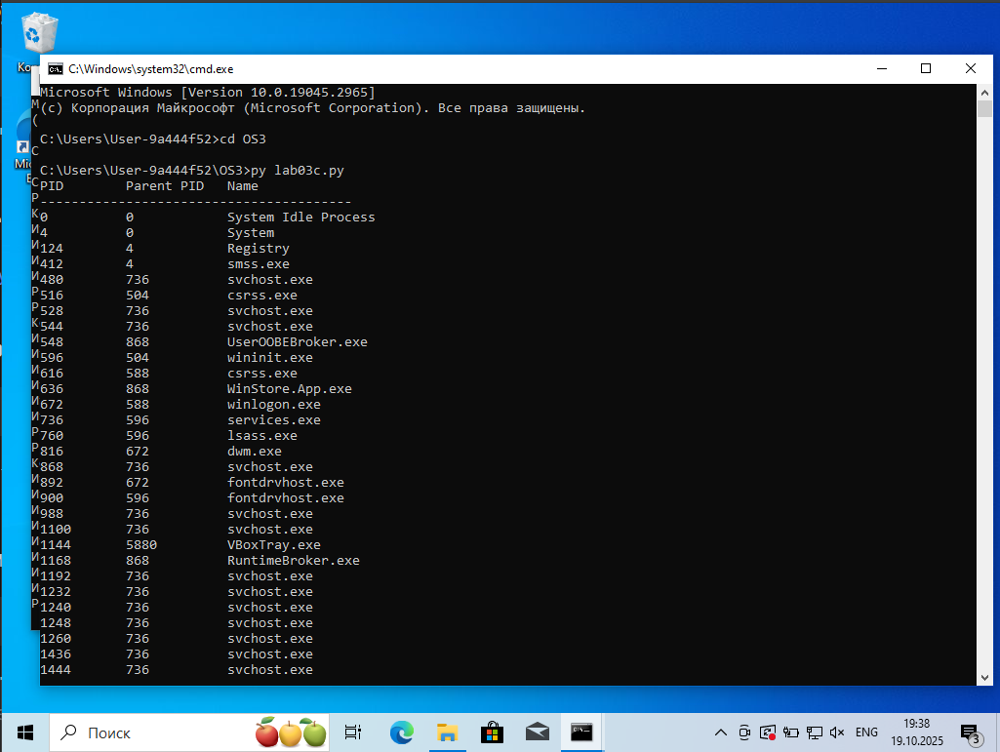 C:\Windows\system32\cmd.exe
Microsoft Windows [Version 10.0.19045.2965]
(c) Корпорация Майкрософт (Microsoft Corporation). Все права защищены.
C:\Users\User-9a444f52>cd OS3
C:\Users\User-9a444f52\OS3>py lab03c.py
PID Parent PID Name
----------------------------------------
0 0 System Idle Process
4 0 System
124 4 Registry
412 4 smss.exe
480 736 svchost.exe
516 504 csrss.exe
528 736 svchost.exe
544 736 svchost.exe
548 868 UserOOBEBroker.exe
596 504 wininit.exe
616 588 csrss.exe
636 868 WinStore.App.exe
672 588 winlogon.exe
736 596 services.exe
760 596 lsass.exe
816 672 dwm.exe
868 736 svchost.exe
892 672 fontdrvhost.exe
900 596 fontdrvhost.exe
988 736 svchost.exe
1100 736 svchost.exe
1144 5880 VBoxTray.exe
1168 868 RuntimeBroker.exe
1192 736 svchost.exe
1232 736 svchost.exe
1240 736 svchost.exe
1248 736 svchost.exe
1260 736 svchost.exe
1436 736 svchost.exe
1444 736 svchost.exe
Поиск
ENG
19:38
19.10.2025
3